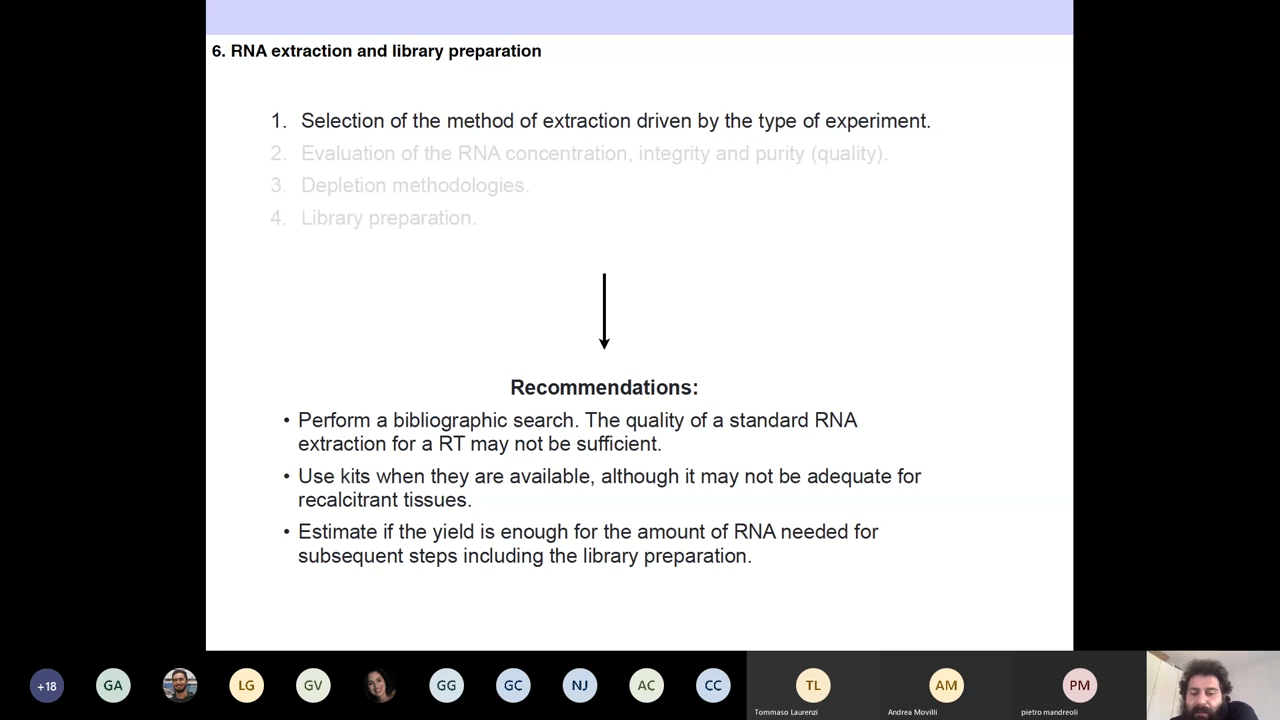 6. RNA extraction and library preparation
1. Selection of the method of extraction driven by the type of experiment.
2. Evaluation of the RNA concentration, integrity and purity (quality).
3. Depletion methodologies.
4. Library preparation.
Recommendations:
• Perform a bibliographic search. The quality of a standard RNA
extraction for a RT may not be sufficient.
• Use kits when they are available, although it may not be adequate for
recalcitrant tissues.
• Estimate if the yield is enough for the amount of RNA needed for
subsequent steps including the library preparation.
+18 GA LG GV GG GC NJ AC CC TL AM PM
Tommaso Laurenzi Andrea Movilli pietro mandreoli